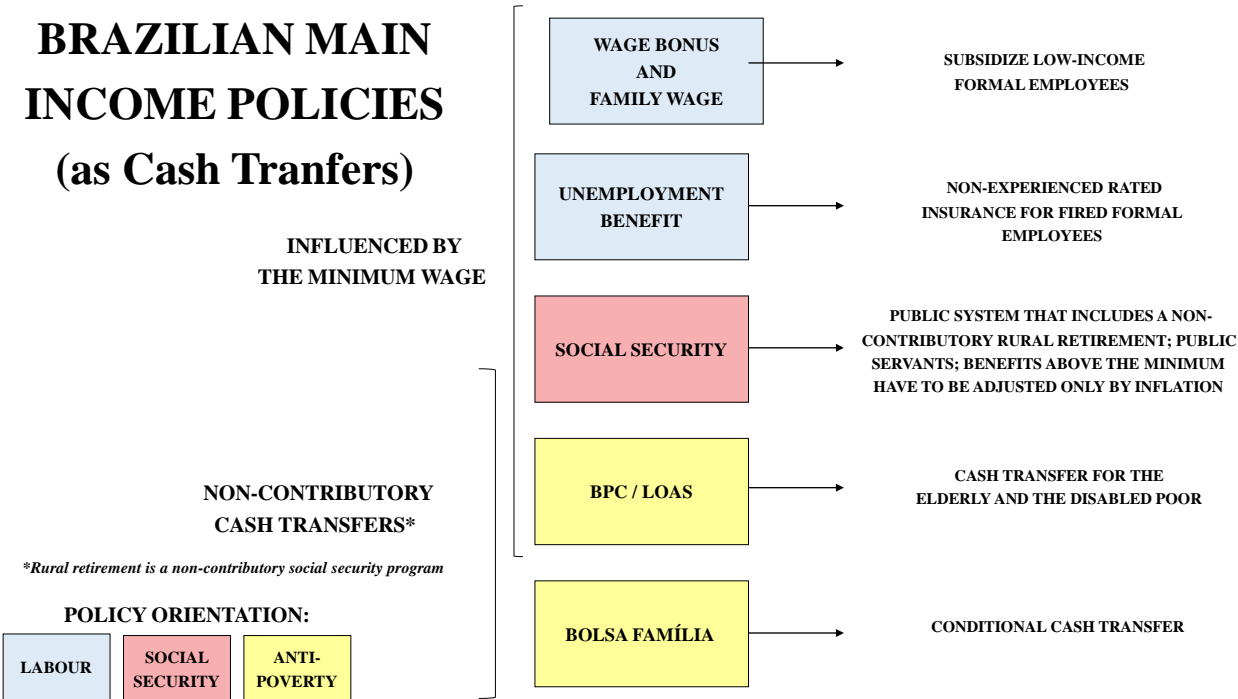 BRAZILIAN MAIN
INCOME POLICIES
(as Cash Tranfers)
INFLUENCED BY
THE MINIMUM WAGE
NON-CONTRIBUTORY
CASH TRANSFERS*
*Rural retirement is a non-contributory social security program
POLICY ORIENTATION:
LABOUR
SOCIAL
SECURITY
ANTI-
POVERTY
WAGE BONUS
AND
FAMILY WAGE
SUBSIDIZE LOW-INCOME
FORMAL EMPLOYEES
UNEMPLOYMENT
BENEFIT
NON-EXPERIENCED RATED
INSURANCE FOR FIRED FORMAL
EMPLOYEES
SOCIAL SECURITY
PUBLIC SYSTEM THAT INCLUDES A NON-
CONTRIBUTORY RURAL RETIREMENT; PUBLIC
SERVANTS; BENEFITS ABOVE THE MINIMUM
HAVE TO BE ADJUSTED ONLY BY INFLATION
BPC / LOAS
CASH TRANSFER FOR THE
ELDERLY AND THE DISABLED POOR
BOLSA FAMÍLIA
CONDITIONAL CASH TRANSFER